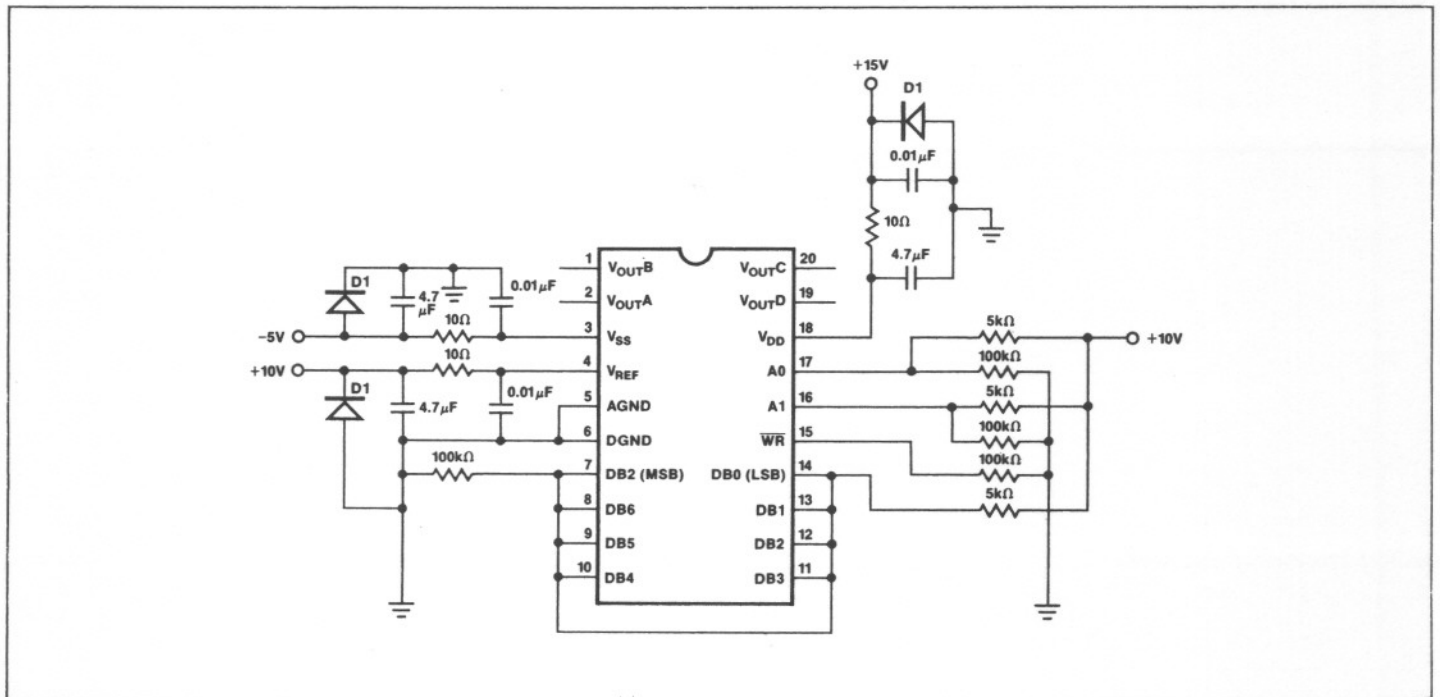 +15V
D1
0.01µF
10Ω
4.7µF
D1
4.7
µF
0.01µF
10Ω
−5V
10Ω
+10V
D1
4.7µF
0.01µF
100kΩ
1 VOUTB
2 VOUTA
3 VSS
4 VREF
5 AGND
6 DGND
7 DB2 (MSB)
8 DB6
9 DB5
10 DB4
VOUTC 20
VOUTD 19
VDD 18
A0 17
A1 16
WR 15
DB0 (LSB) 14
DB1 13
DB2 12
DB3 11
5kΩ
+10V
100kΩ
5kΩ
100kΩ
100kΩ
5kΩ